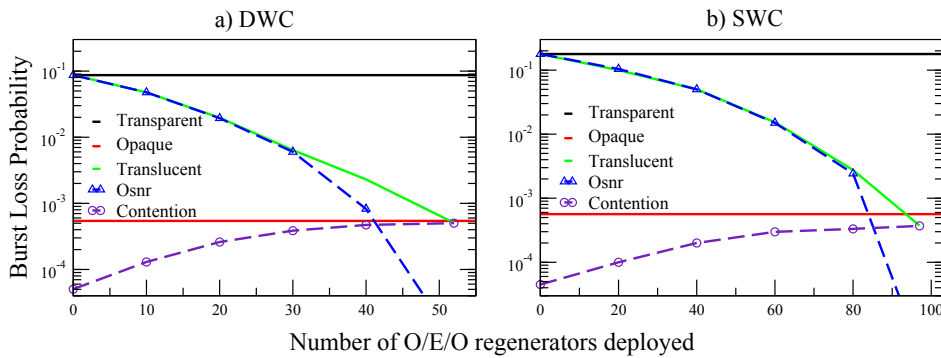 a) DWC
b) SWC
Burst Loss Probability
10⁻¹
10⁻²
10⁻³
10⁻⁴
Transparent
Opaque
Translucent
Osnr
Contention
0 10 20 30 40 50
10⁻¹
10⁻²
10⁻³
10⁻⁴
Transparent
Opaque
Translucent
Osnr
Contention
0 20 40 60 80 100
Number of O/E/O regenerators deployed